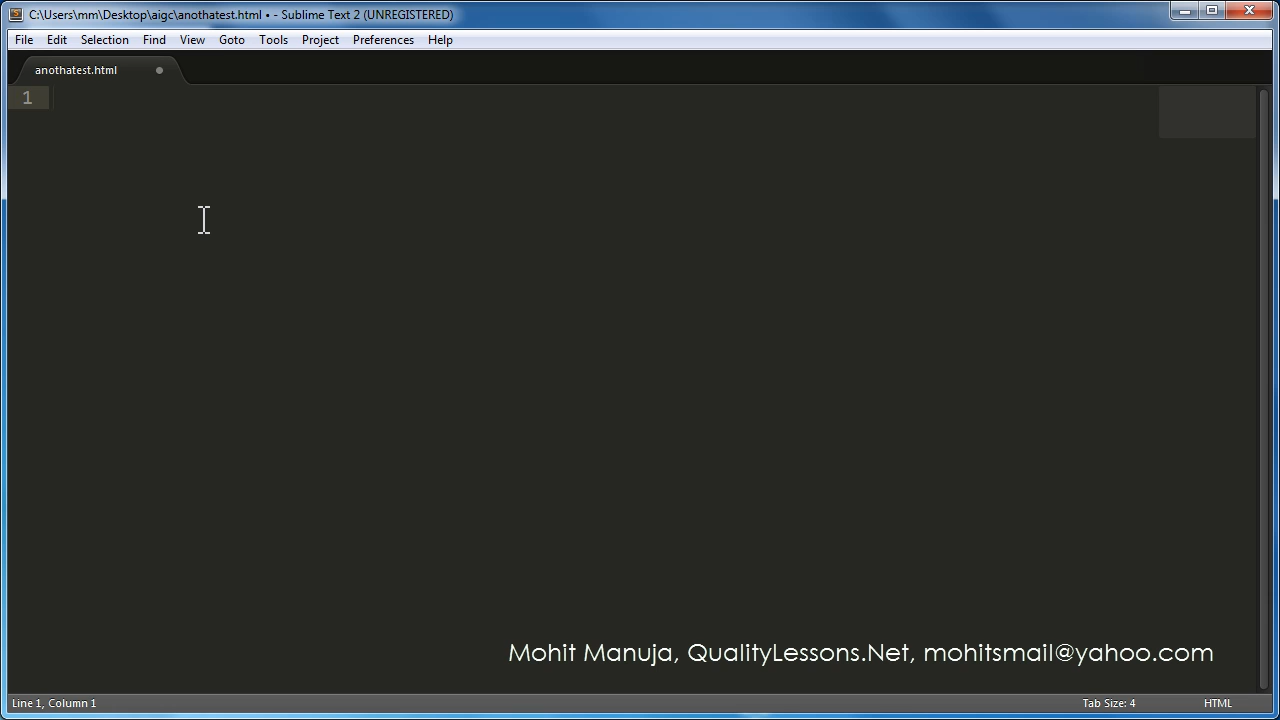 C:\Users\mm\Desktop\aigc\anothatest.html • - Sublime Text 2 (UNREGISTERED)
File Edit Selection Find View Goto Tools Project Preferences Help
anothatest.html
1
Mohit Manuja, QualityLessons.Net, mohitsmail@yahoo.com
Line 1, Column 1 Tab Size: 4 HTML